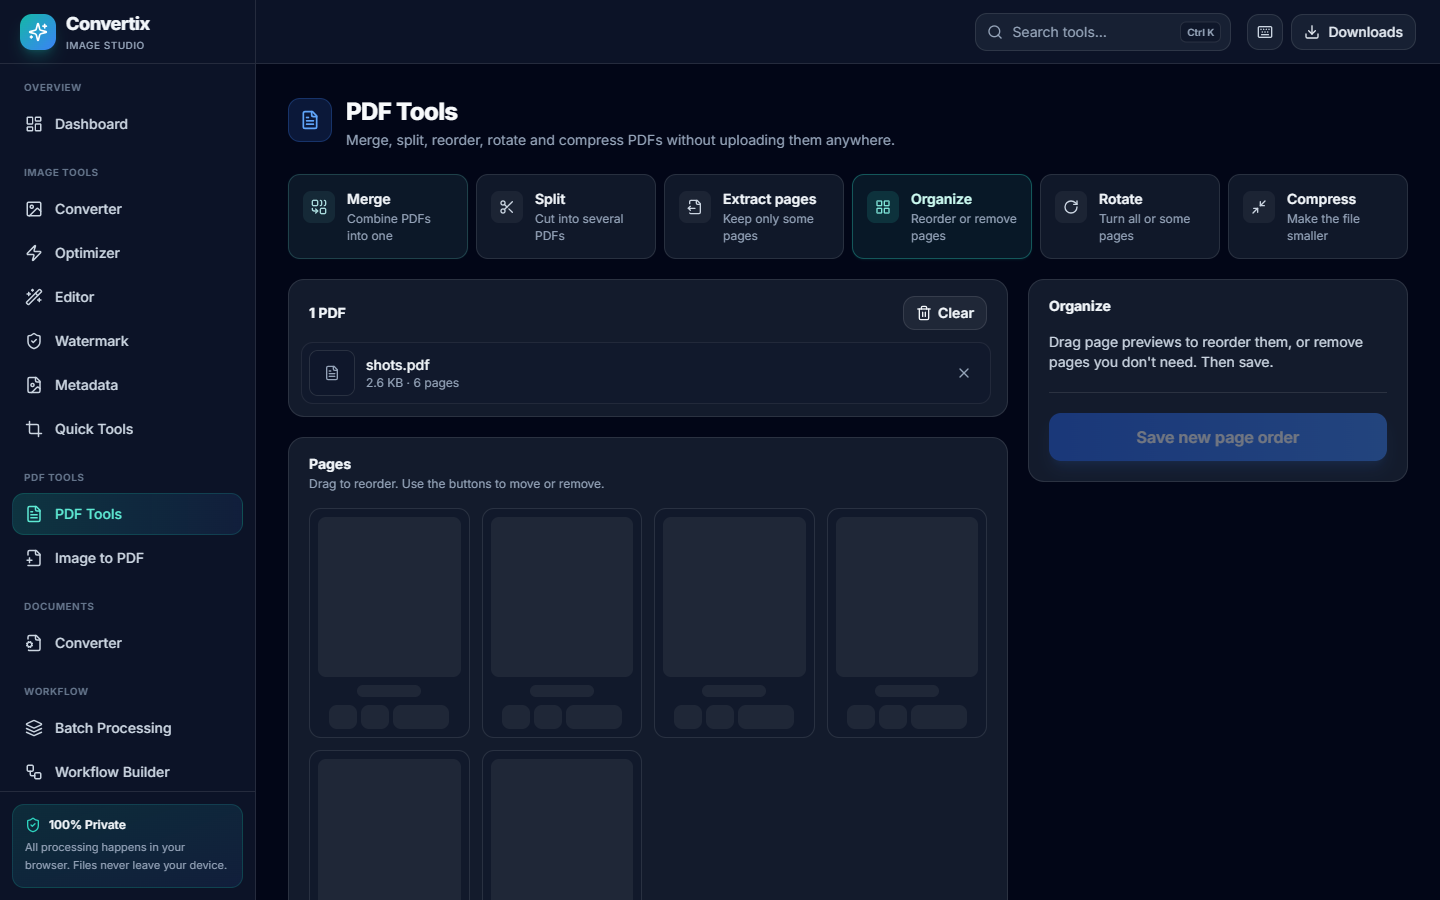 Convertix
IMAGE STUDIO
Search tools...
Ctrl K
Downloads
OVERVIEW
Dashboard
IMAGE TOOLS
Converter
Optimizer
Editor
Watermark
Metadata
Quick Tools
PDF TOOLS
PDF Tools
Image to PDF
DOCUMENTS
Converter
WORKFLOW
Batch Processing
Workflow Builder
100% Private
All processing happens in your
browser. Files never leave your device.
PDF Tools
Merge, split, reorder, rotate and compress PDFs without uploading them anywhere.
Merge
Combine PDFs
into one
Split
Cut into several
PDFs
Extract pages
Keep only some
pages
Organize
Reorder or remove
pages
Rotate
Turn all or some
pages
Compress
Make the file
smaller
1 PDF
Clear
shots.pdf
2.6 KB · 6 pages
Pages
Drag to reorder. Use the buttons to move or remove.
Organize
Drag page previews to reorder them, or remove
pages you don't need. Then save.
Save new page order